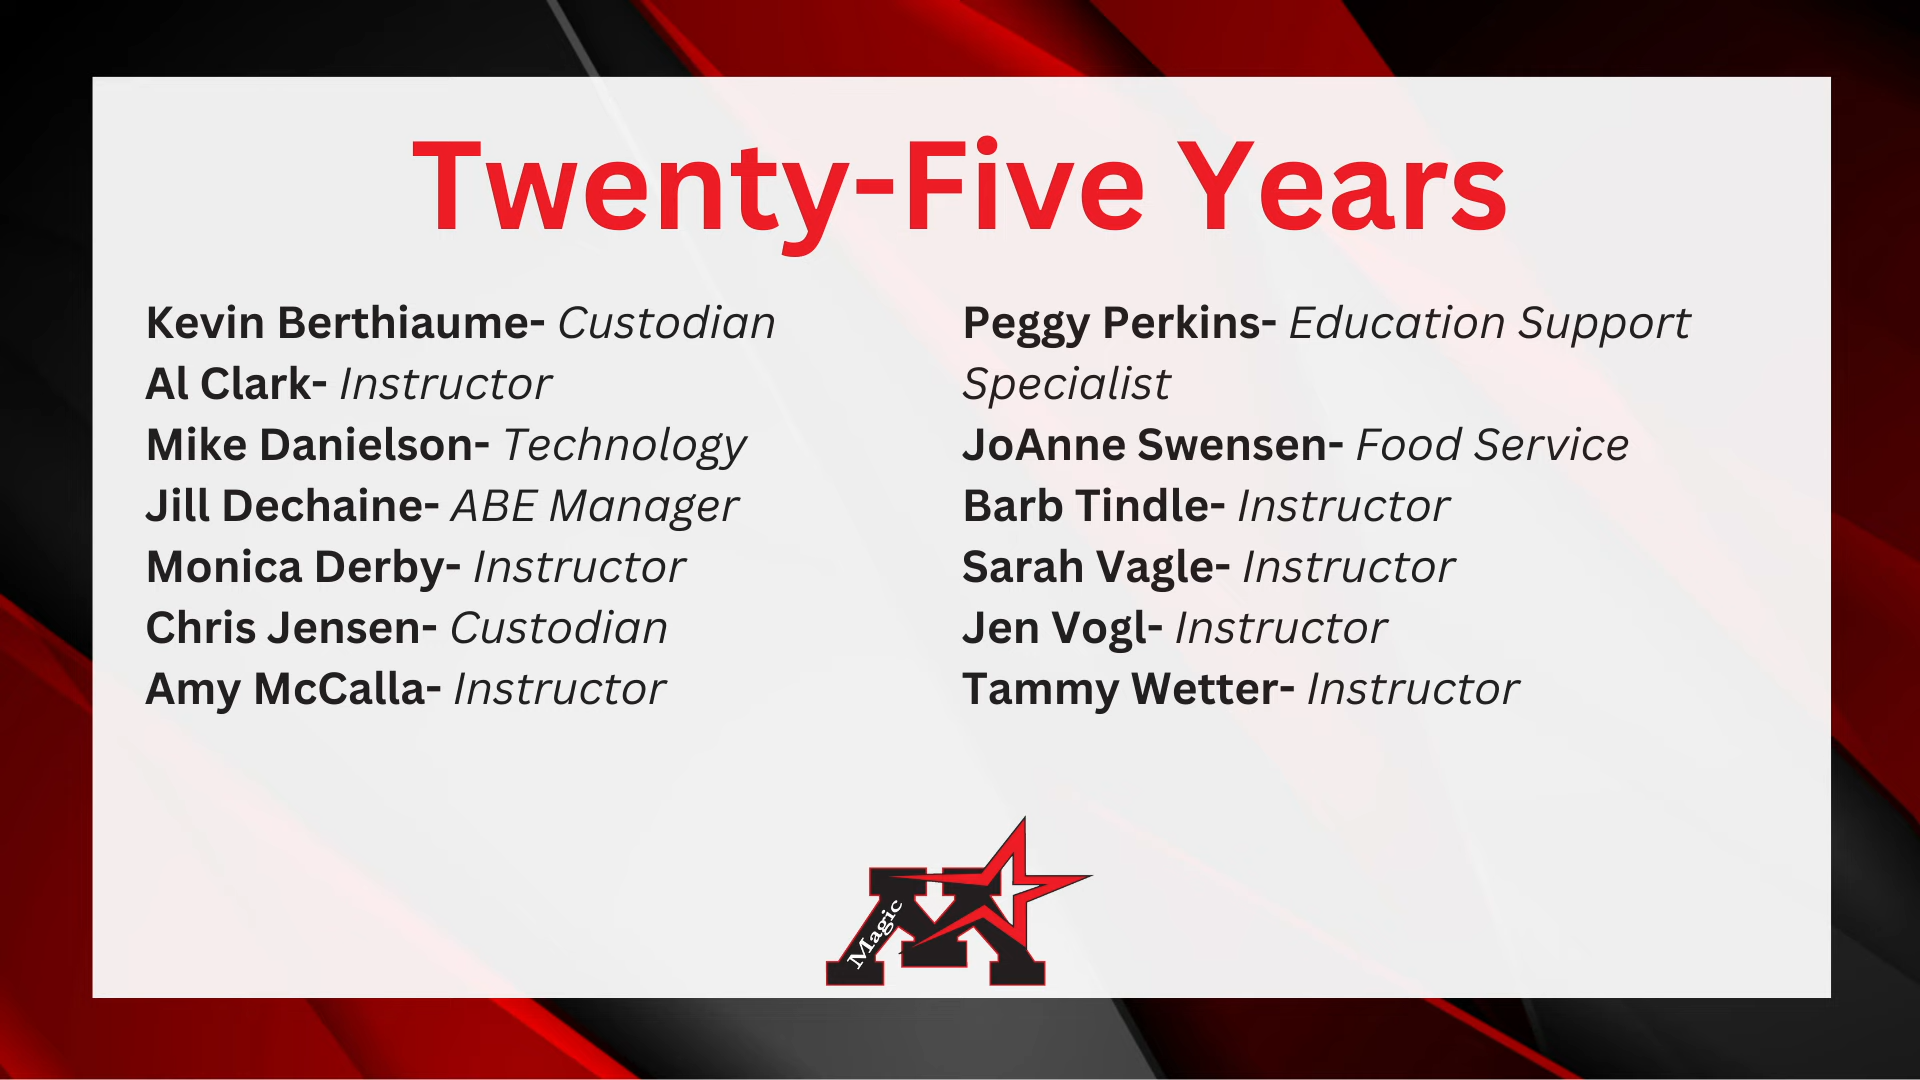 Twenty-Five Years
Kevin Berthiaume- Custodian
Al Clark- Instructor
Mike Danielson- Technology
Jill Dechaine- ABE Manager
Monica Derby- Instructor
Chris Jensen- Custodian
Amy McCalla- Instructor
Peggy Perkins- Education Support
Specialist
JoAnne Swensen- Food Service
Barb Tindle- Instructor
Sarah Vagle- Instructor
Jen Vogl- Instructor
Tammy Wetter- Instructor
M
Magic